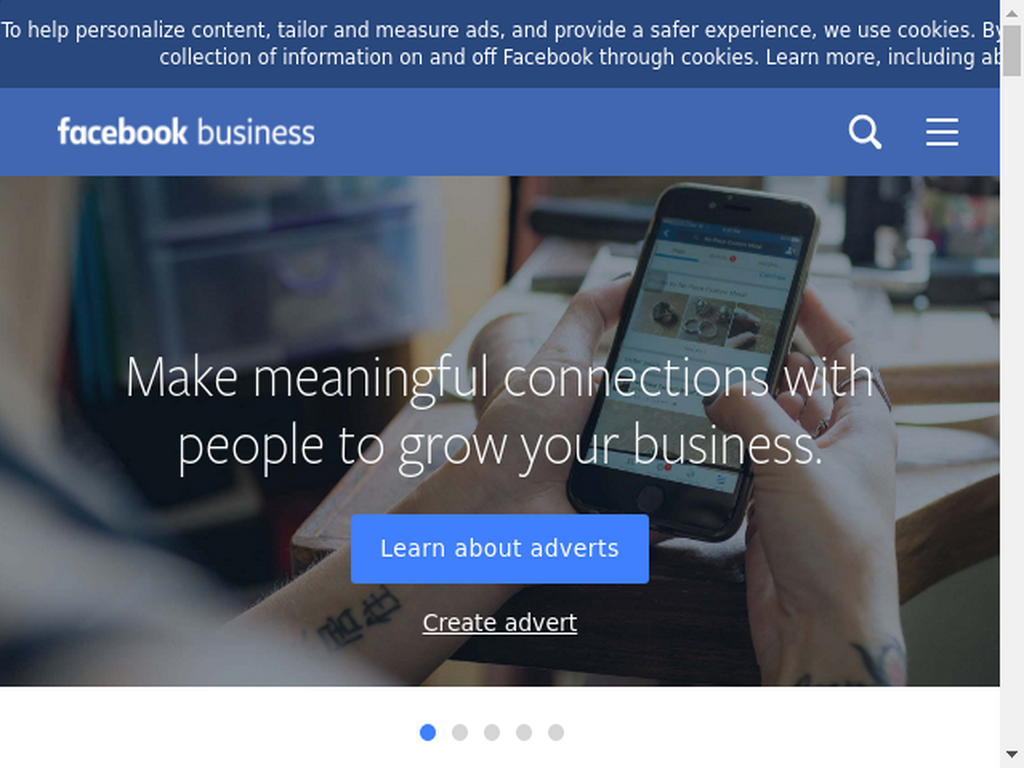 To help personalize content, tailor and measure ads, and provide a safer experience, we use cookies. By
collection of information on and off Facebook through cookies. Learn more, including ab
facebook business
Make meaningful connections with
people to grow your business.
Learn about adverts
Create advert